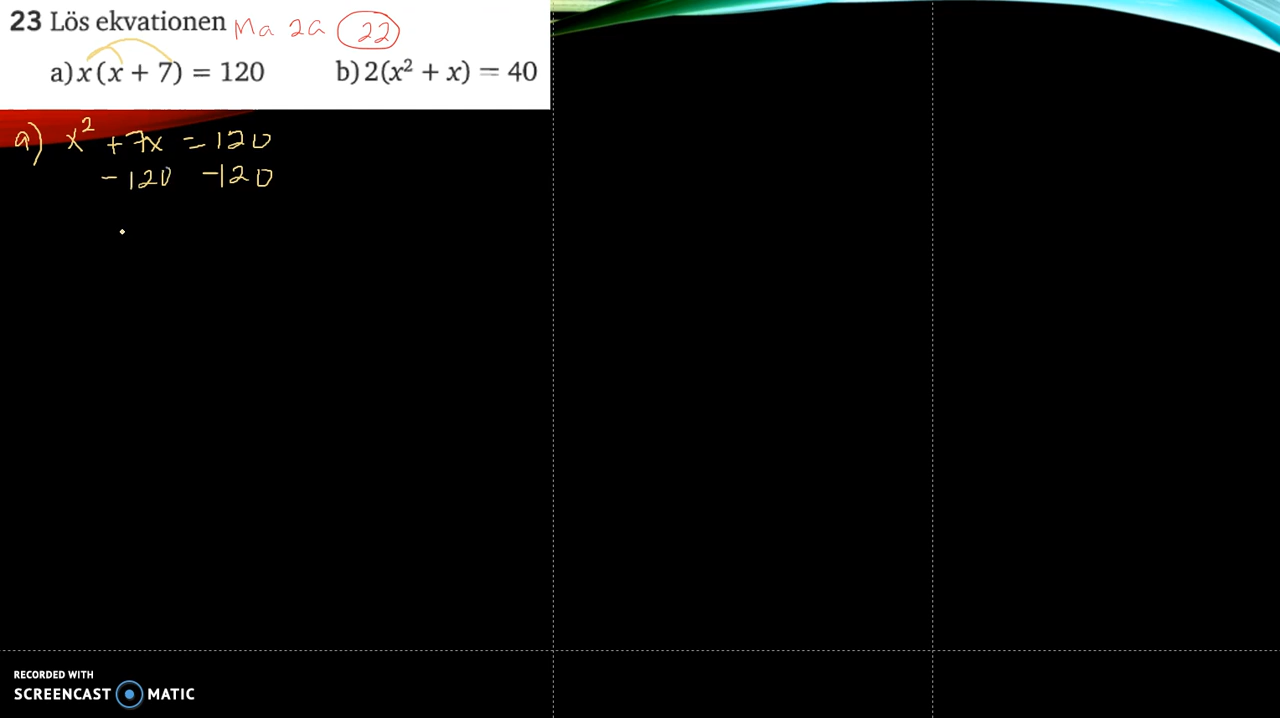 23 Lös ekvationen Ma 2a 22
a) x(x + 7) = 120 b) 2(x² + x) = 40
a) x² + 7x = 120
- 120 -120
RECORDED WITH
SCREENCAST MATIC